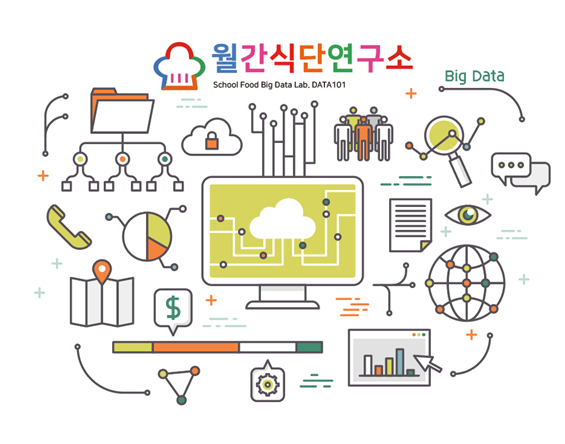 월간식단연구소
School Food Big Data Lab. DATA101
Big Data
$